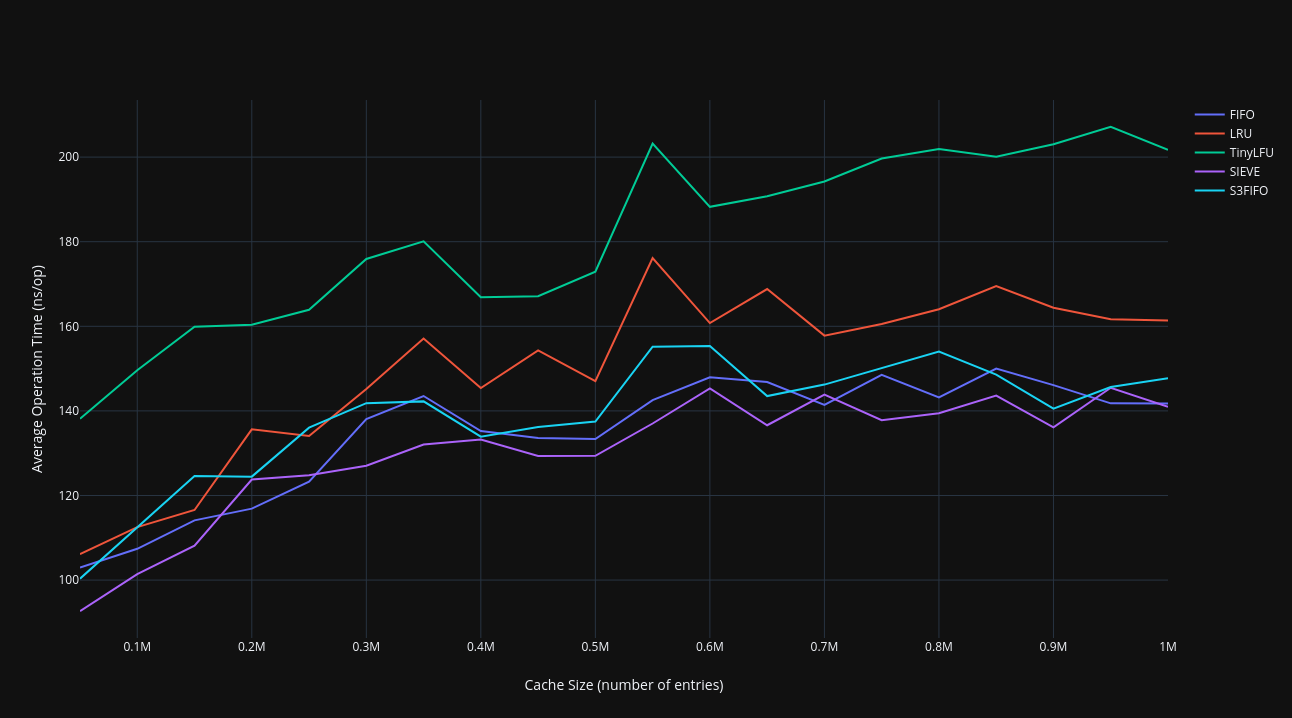 FIFO
LRU
TinyLFU
SIEVE
S3FIFO
200
180
160
140
120
100
Average Operation Time (ns/op)
0.1M 0.2M 0.3M 0.4M 0.5M 0.6M 0.7M 0.8M 0.9M 1M
Cache Size (number of entries)